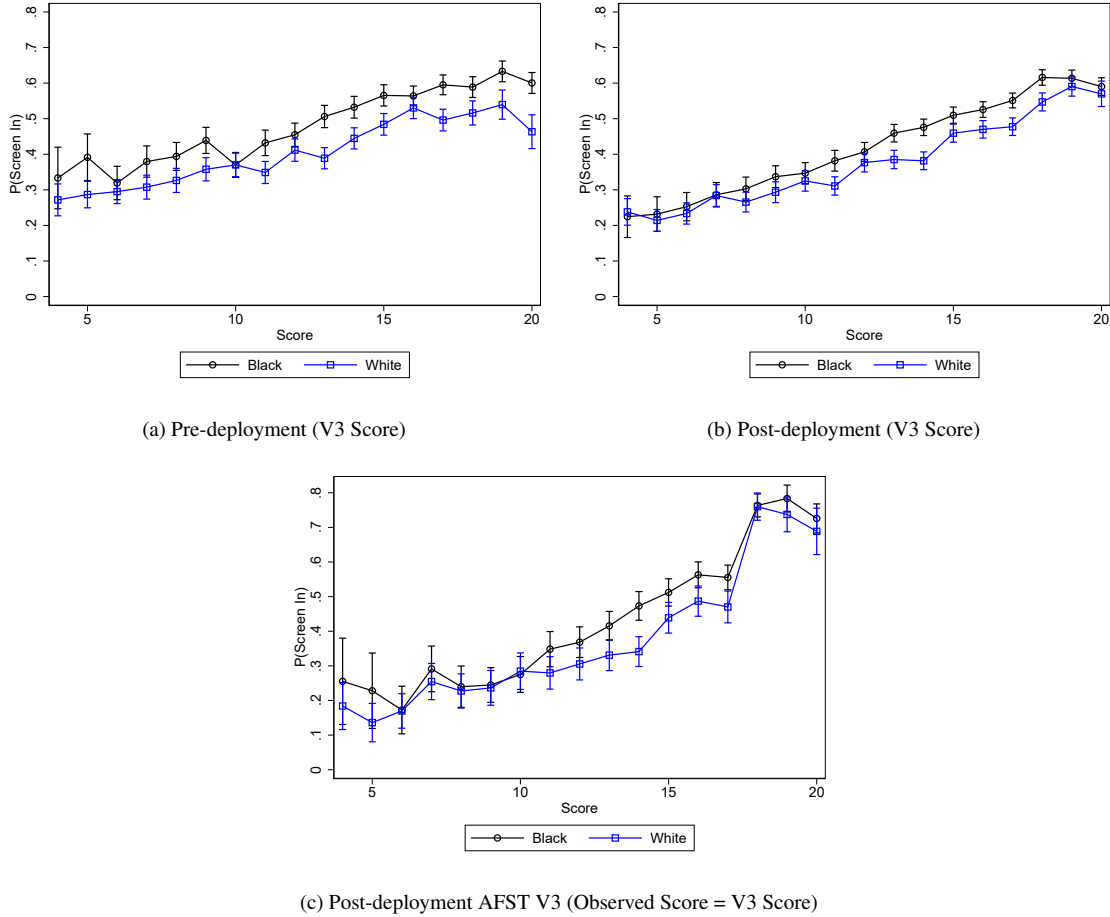 P(Screen In)
0 .1 .2 .3 .4 .5 .6 .7 .8
5 10 15 20
Score
Black White
(a) Pre-deployment (V3 Score)
P(Screen In)
0 .1 .2 .3 .4 .5 .6 .7 .8
5 10 15 20
Score
Black White
(b) Post-deployment (V3 Score)
P(Screen In)
0 .1 .2 .3 .4 .5 .6 .7 .8
5 10 15 20
Score
Black White
(c) Post-deployment AFST V3 (Observed Score = V3 Score)